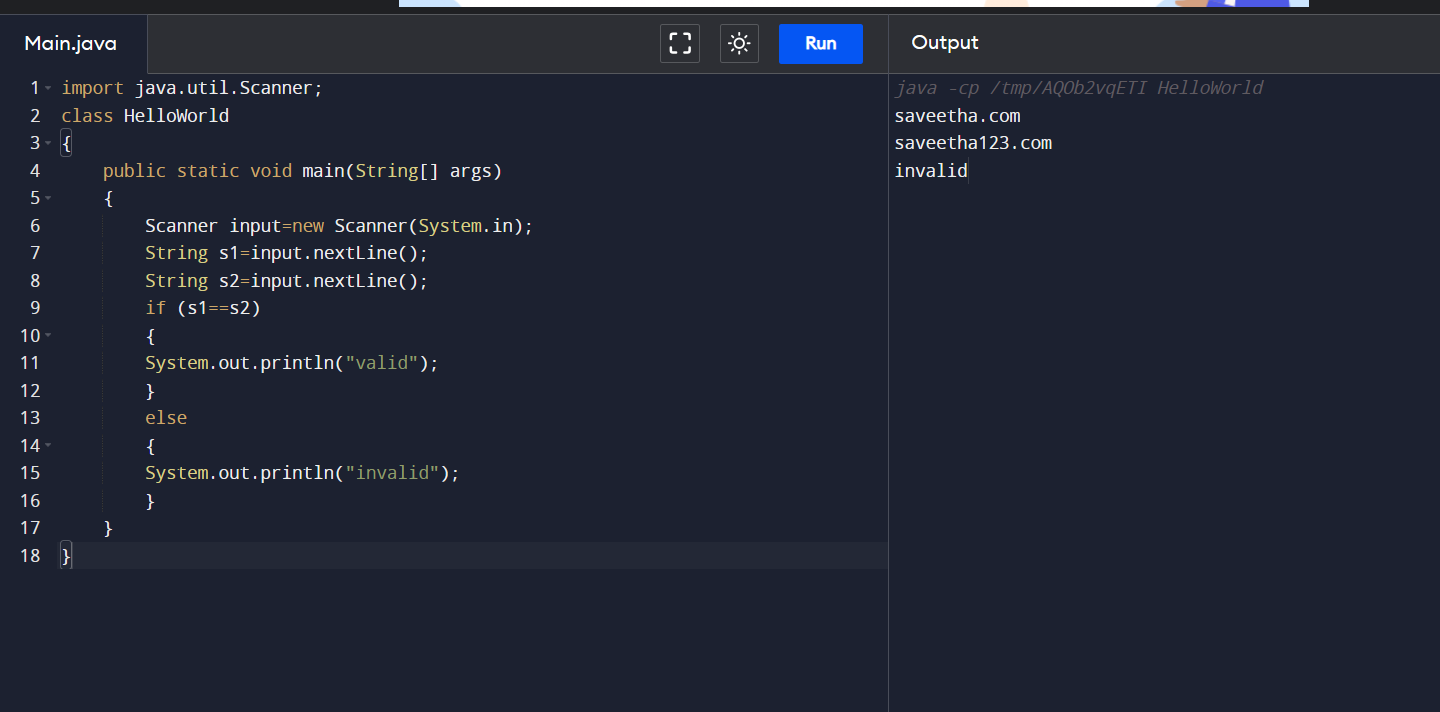 Main.java
Run
Output
1 import java.util.Scanner;
2 class HelloWorld
3 {
4     public static void main(String[] args)
5     {
6         Scanner input=new Scanner(System.in);
7         String s1=input.nextLine();
8         String s2=input.nextLine();
9         if (s1==s2)
10         {
11         System.out.println("valid");
12         }
13         else
14         {
15         System.out.println("invalid");
16         }
17     }
18 }
java -cp /tmp/AQOb2vqETI HelloWorld
saveetha.com
saveetha123.com
invalid